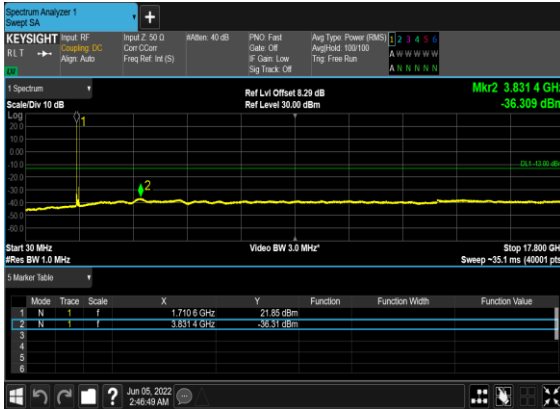 Spectrum Analyzer 1
Swept SA
+
KEYSIGHT Input: RF Input Z: 50 Ω #Atten: 40 dB PNO: Fast Avg Type: Power (RMS) 1 2 3 4 5 6
RLT Coupling: DC Corr CCorr Gate: Off Avg|Hold: 100/100 A W W W W W
Align: Auto Freq Ref: Int (S) IF Gain: Low Trig: Free Run
Sig Track: Off A N N N N N
1 Spectrum
Ref Lvl Offset 8.29 dB Mkr2 3.831 4 GHz
Scale/Div 10 dB Ref Level 30.00 dBm -36.309 dBm
Log
20.0
10.0
0.00
-10.0
-20.0
-30.0
-40.0
-50.0
-60.0
1
2
DL1 -13.00 dBm
Start 30 MHz Video BW 3.0 MHz* Stop 17.800 GHz
#Res BW 1.0 MHz Sweep ~35.1 ms (40001 pts)
5 Marker Table
Mode Trace Scale X Y Function Function Width Function Value
1 N 1 f 1.710 6 GHz 21.85 dBm
2 N 1 f 3.831 4 GHz -36.31 dBm
3
4
5
6
?
Jun 05, 2022
2:46:49 AM